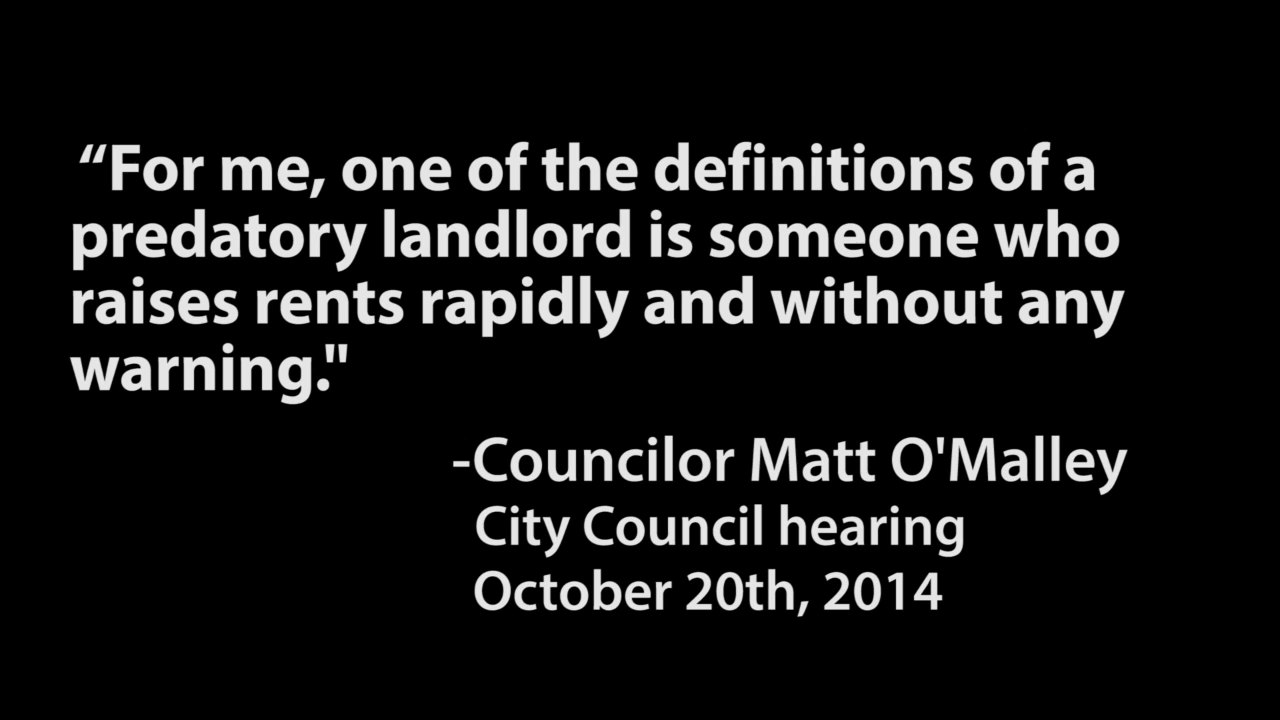 “For me, one of the definitions of a
predatory landlord is someone who
raises rents rapidly and without any
warning."
-Councilor Matt O'Malley
City Council hearing
October 20th, 2014